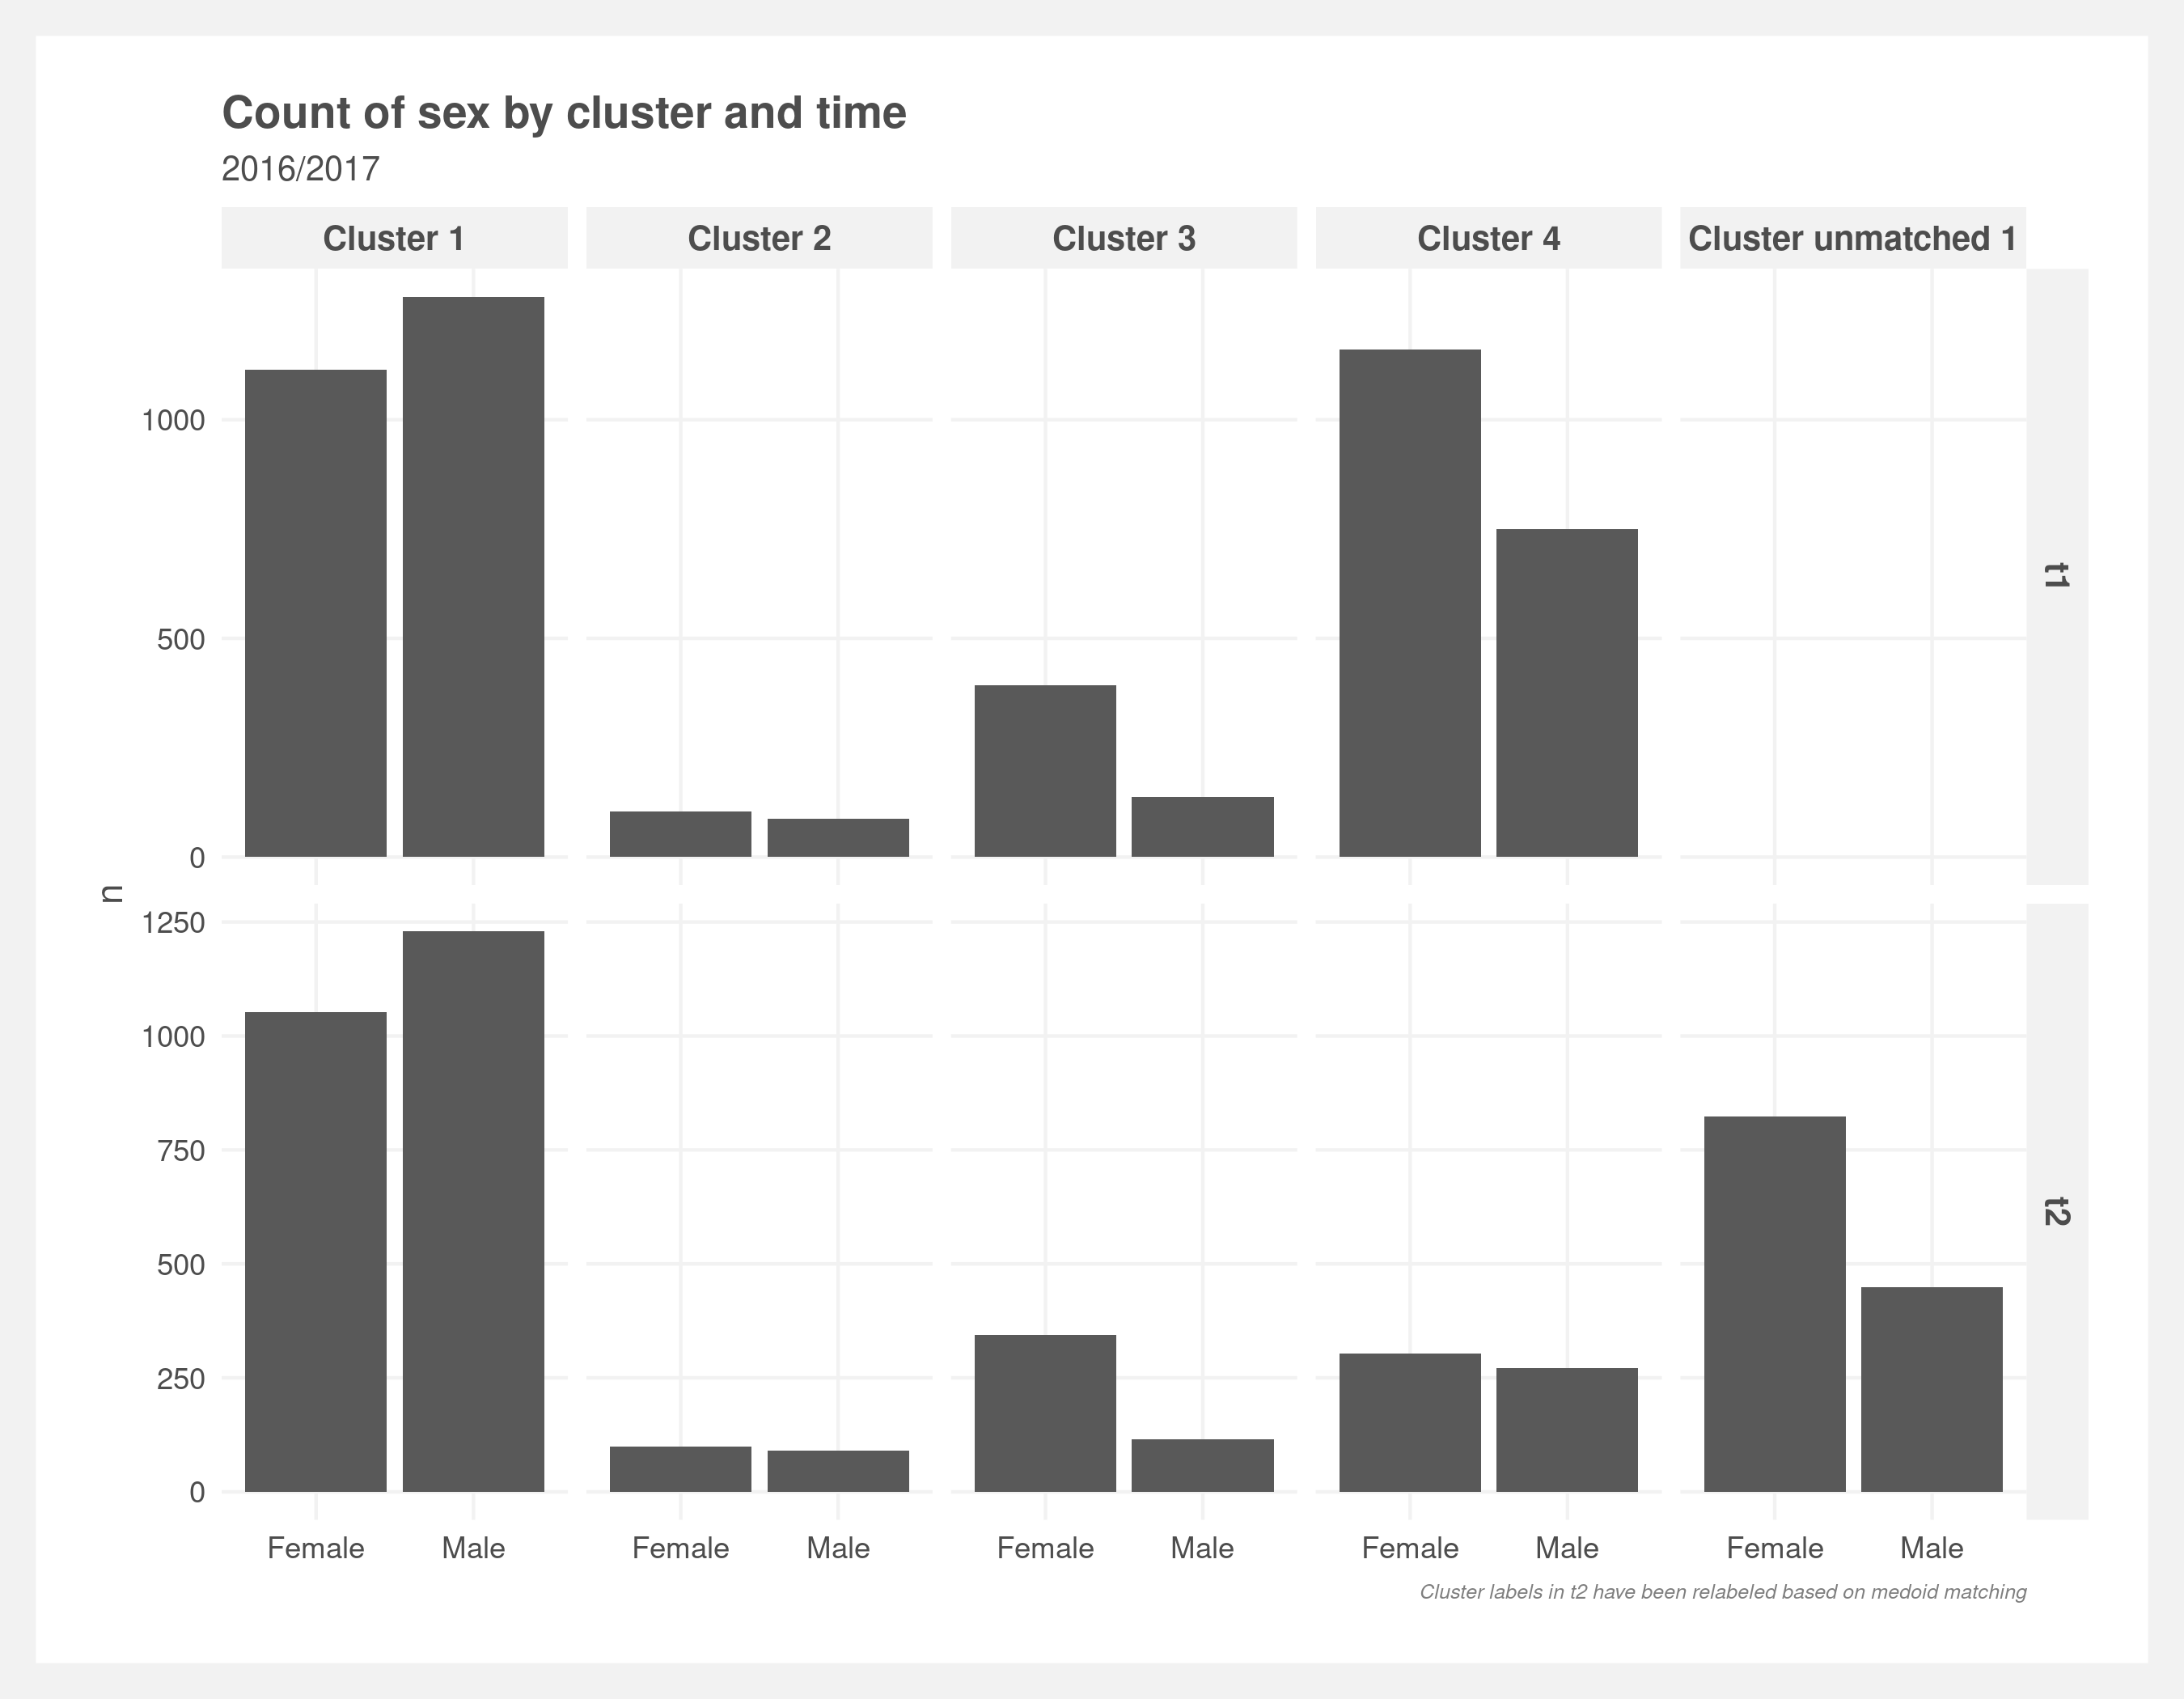 Count of sex by cluster and time
2016/2017
Cluster 1 Cluster 2 Cluster 3 Cluster 4 Cluster unmatched 1
1000
500
0
t1
n
1250
1000
750
500
250
0
t2
Female Male Female Male Female Male Female Male Female Male
Cluster labels in t2 have been relabeled based on medoid matching